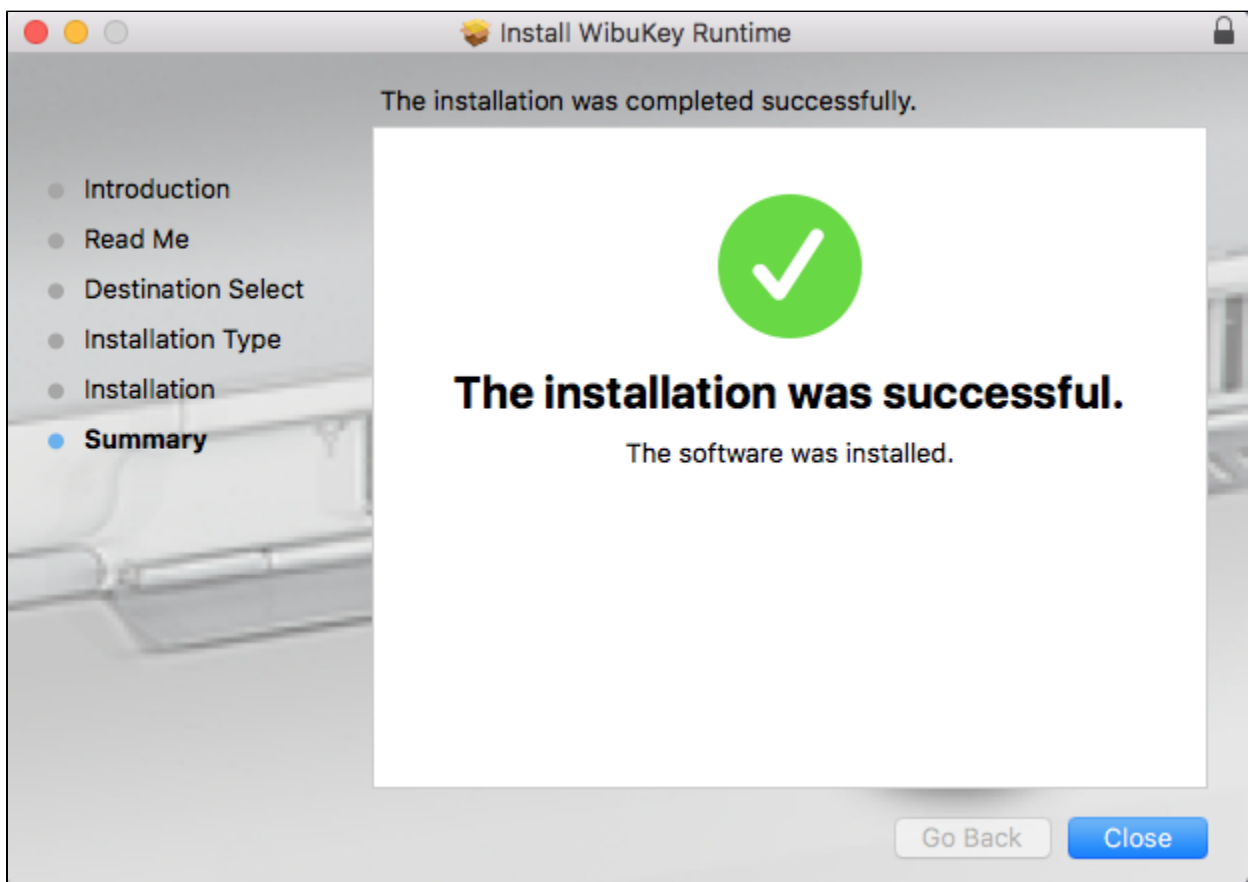 Install WibuKey Runtime
The installation was completed successfully.
Introduction
Read Me
Destination Select
Installation Type
Installation
Summary
The installation was successful.
The software was installed.
Go Back
Close